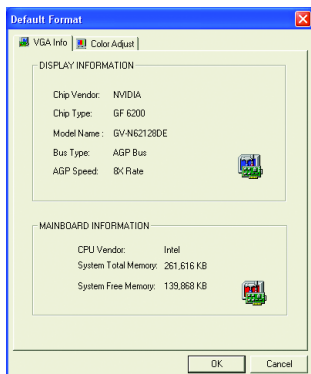 Default Format
VGA Info
Color Adjust
DISPLAY INFORMATION
Chip Vendor: NVIDIA
Chip Type: GF 6200
Model Name : GV-N62128DE
Bus Type: AGP Bus
AGP Speed: 8X Rate
MAINBOARD INFORMATION
CPU Vendor: Intel
System Total Memory: 261,616 KB
System Free Memory: 139,868 KB
OK
Cancel